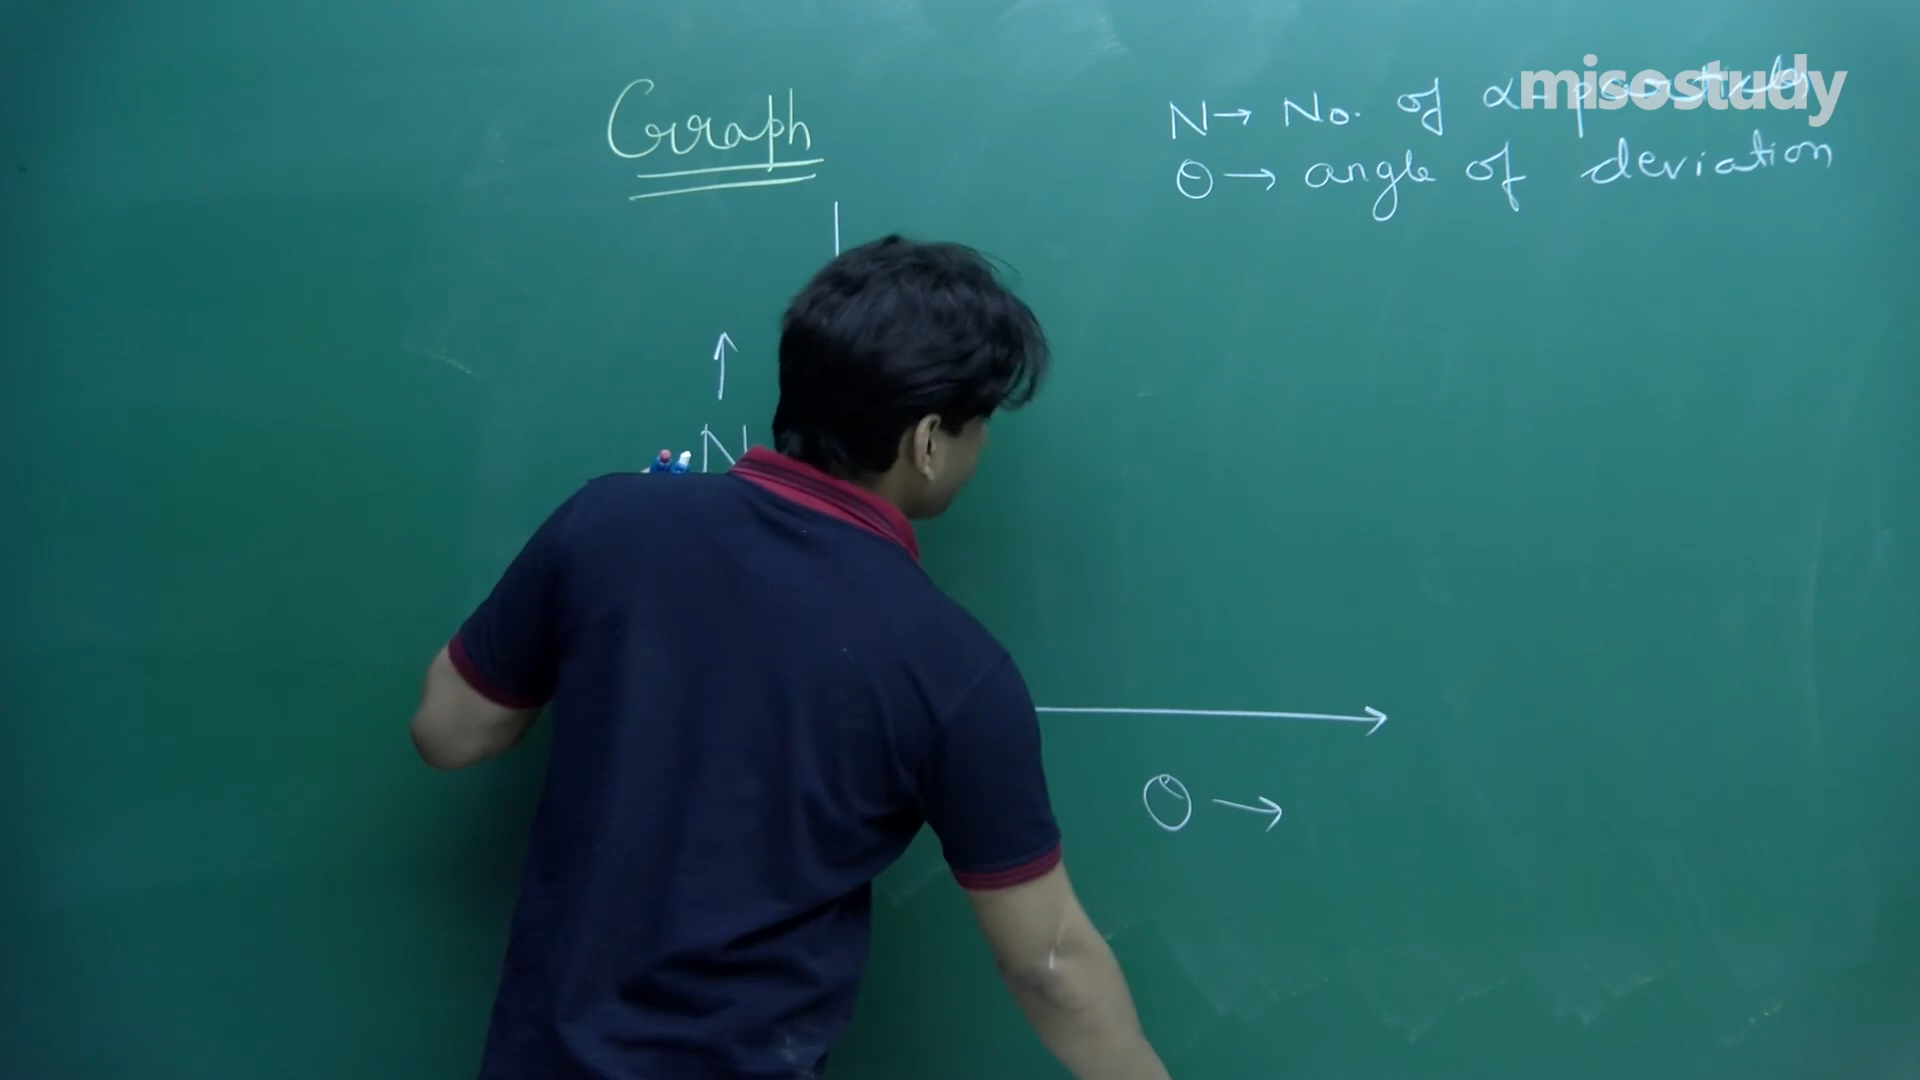 misostudy
Graph
N→ No. of α-particles
θ→ angle of deviation
↑
N
θ →